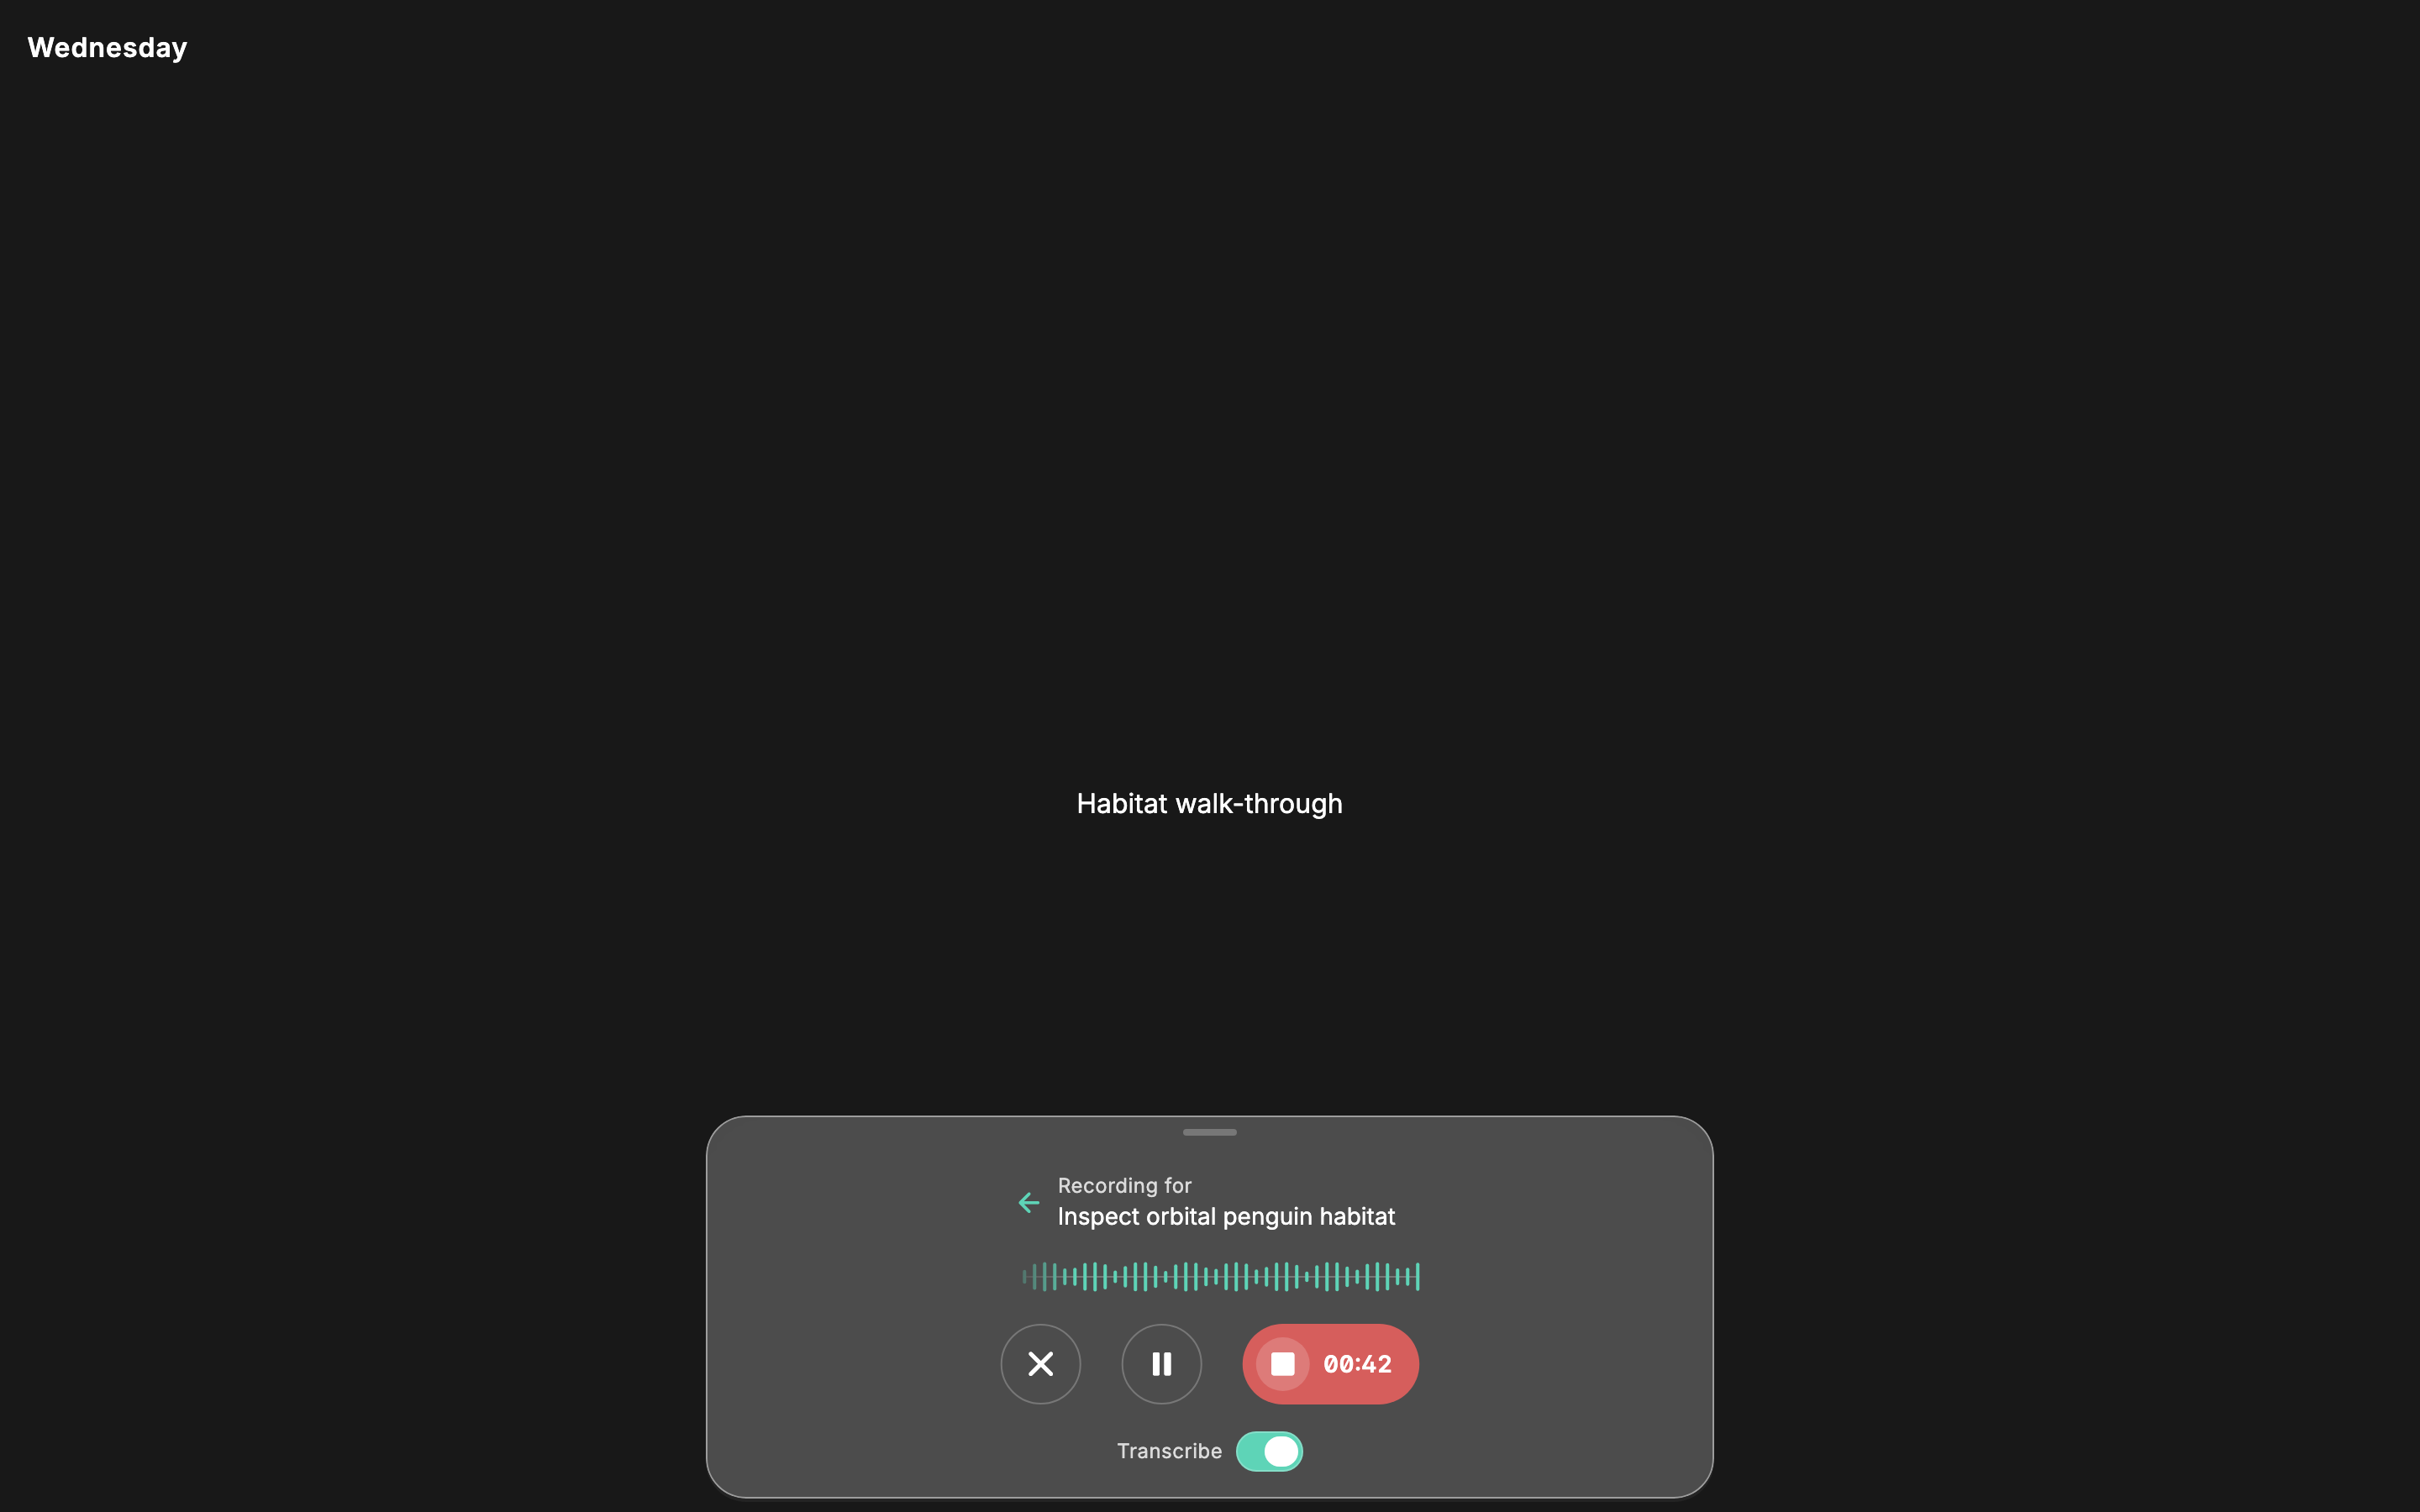 Wednesday
Habitat walk-through
Recording for
Inspect orbital penguin habitat
00:42
Transcribe